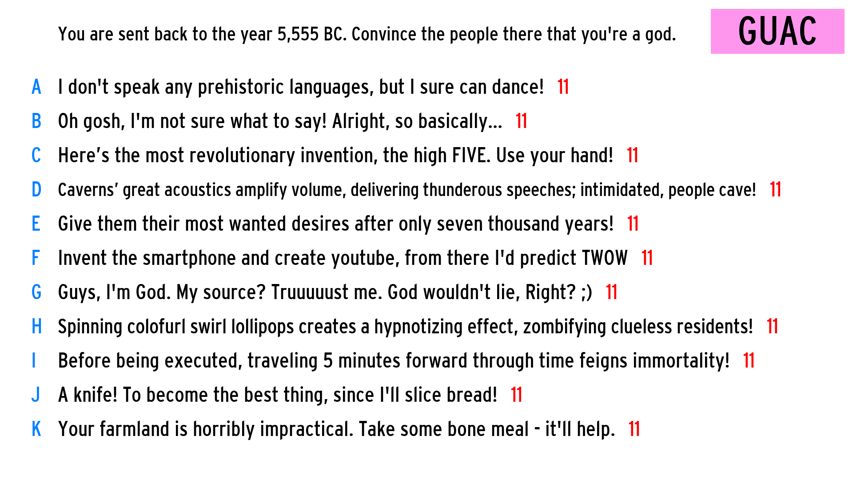 You are sent back to the year 5,555 BC. Convince the people there that you're a god.
GUAC
A I don't speak any prehistoric languages, but I sure can dance! 11
B Oh gosh, I'm not sure what to say! Alright, so basically... 11
C Here's the most revolutionary invention, the high FIVE. Use your hand! 11
D Caverns' great acoustics amplify volume, delivering thunderous speeches; intimidated, people cave! 11
E Give them their most wanted desires after only seven thousand years! 11
F Invent the smartphone and create youtube, from there I'd predict TWOW 11
G Guys, I'm God. My source? Truuuuust me. God wouldn't lie, Right? ;) 11
H Spinning colofurl swirl lollipops creates a hypnotizing effect, zombifying clueless residents! 11
I Before being executed, traveling 5 minutes forward through time feigns immortality! 11
J A knife! To become the best thing, since I'll slice bread! 11
K Your farmland is horribly impractical. Take some bone meal - it'll help. 11